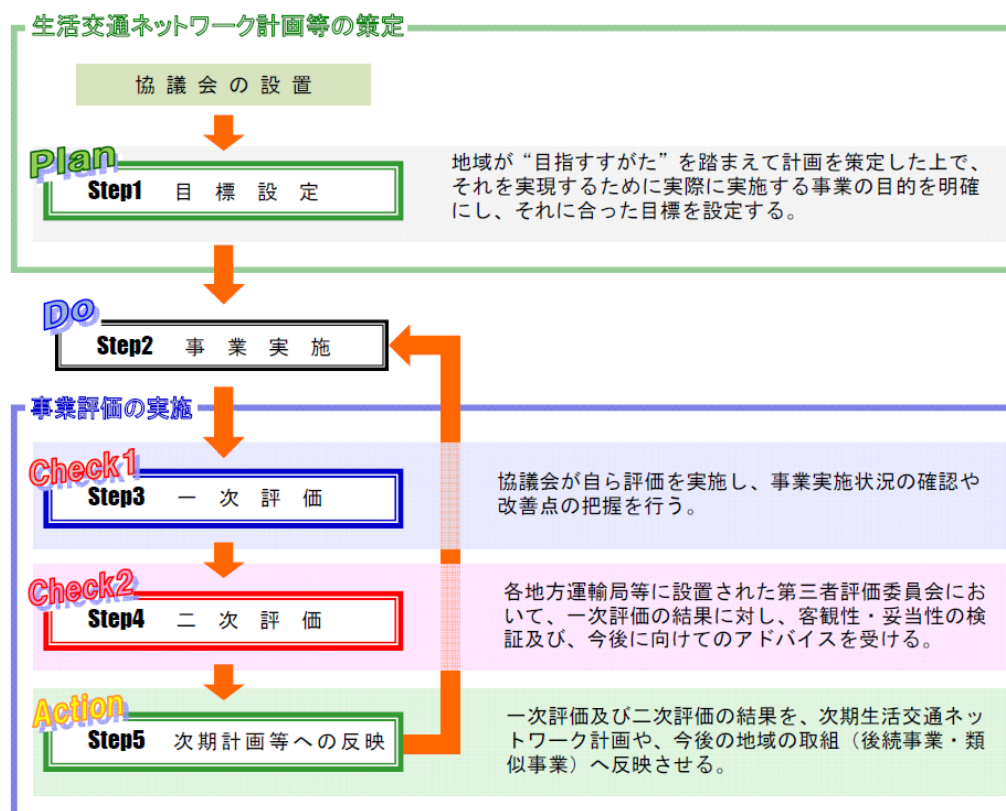 生活交通ネットワーク計画等の策定
協議会の設置
Plan
Step1 目標設定
地域が“目指すすがた”を踏まえて計画を策定した上で、
それを実現するために実際に実施する事業の目的を明確
にし、それに合った目標を設定する。
Do
Step2 事業実施
事業評価の実施
Check1
Step3 一次評価
協議会が自ら評価を実施し、事業実施状況の確認や
改善点の把握を行う。
Check2
Step4 二次評価
各地方運輸局等に設置された第三者評価委員会にお
いて、一次評価の結果に対し、客観性・妥当性の検
証及び、今後に向けてのアドバイスを受ける。
Action
Step5 次期計画等への反映
一次評価及び二次評価の結果を、次期生活交通ネッ
トワーク計画や、今後の地域の取組（後続事業・類
似事業）へ反映させる。